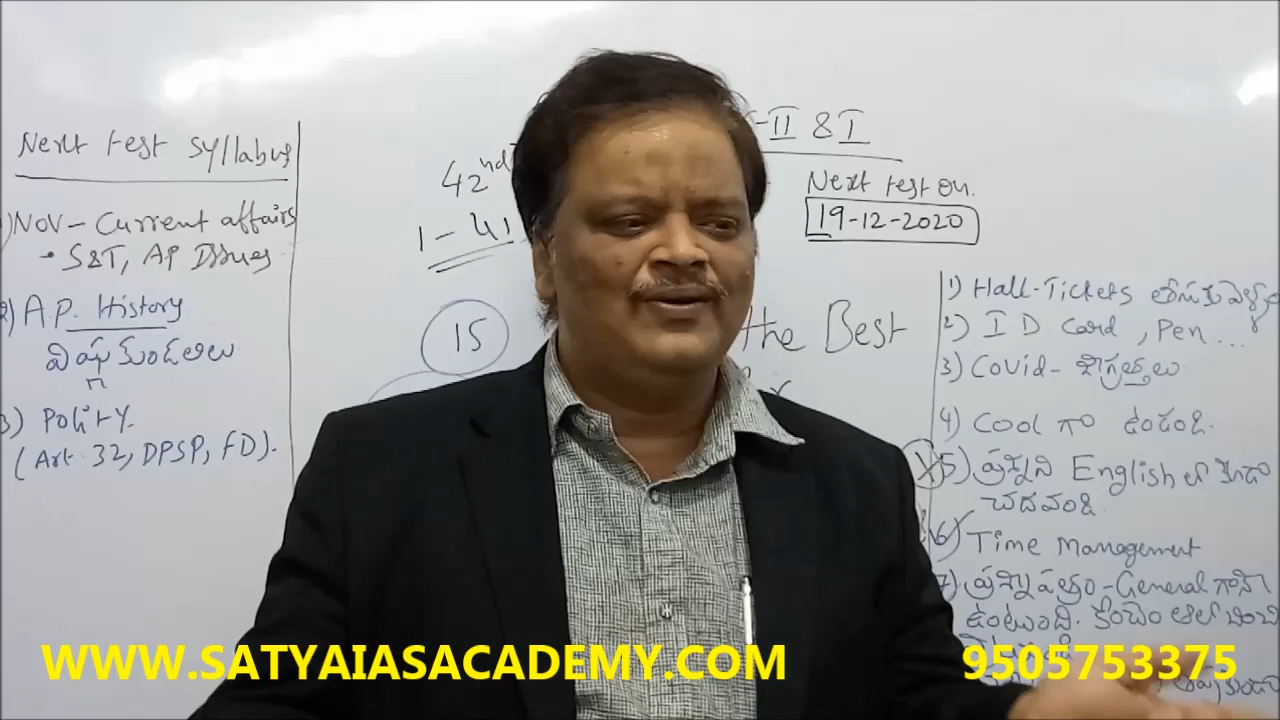 Next test syllabus
1) Nov - Current affairs
• S&T, AP Issues
2) A.P. History
విష్ణు కుండినులు
3) Polity
(Art 32, DPSP, FD).
42nd
1 - 41
15
-II & I
Next test on
19-12-2020
the Best
1) Hall-Tickets తీసుకువెళ్ళం
2) I D Card, Pen...
3) Covid- జాగ్రత్తలు
4) Cool గా ఉండండి.
5) ప్రశ్నని English లో కూడా
చదవండి
6) Time Management
7) ప్రశ్నాపత్రం - General గానే
ఉంటుంది. కొంచెం
WWW.SATYAIASACADEMY.COM
9505753375